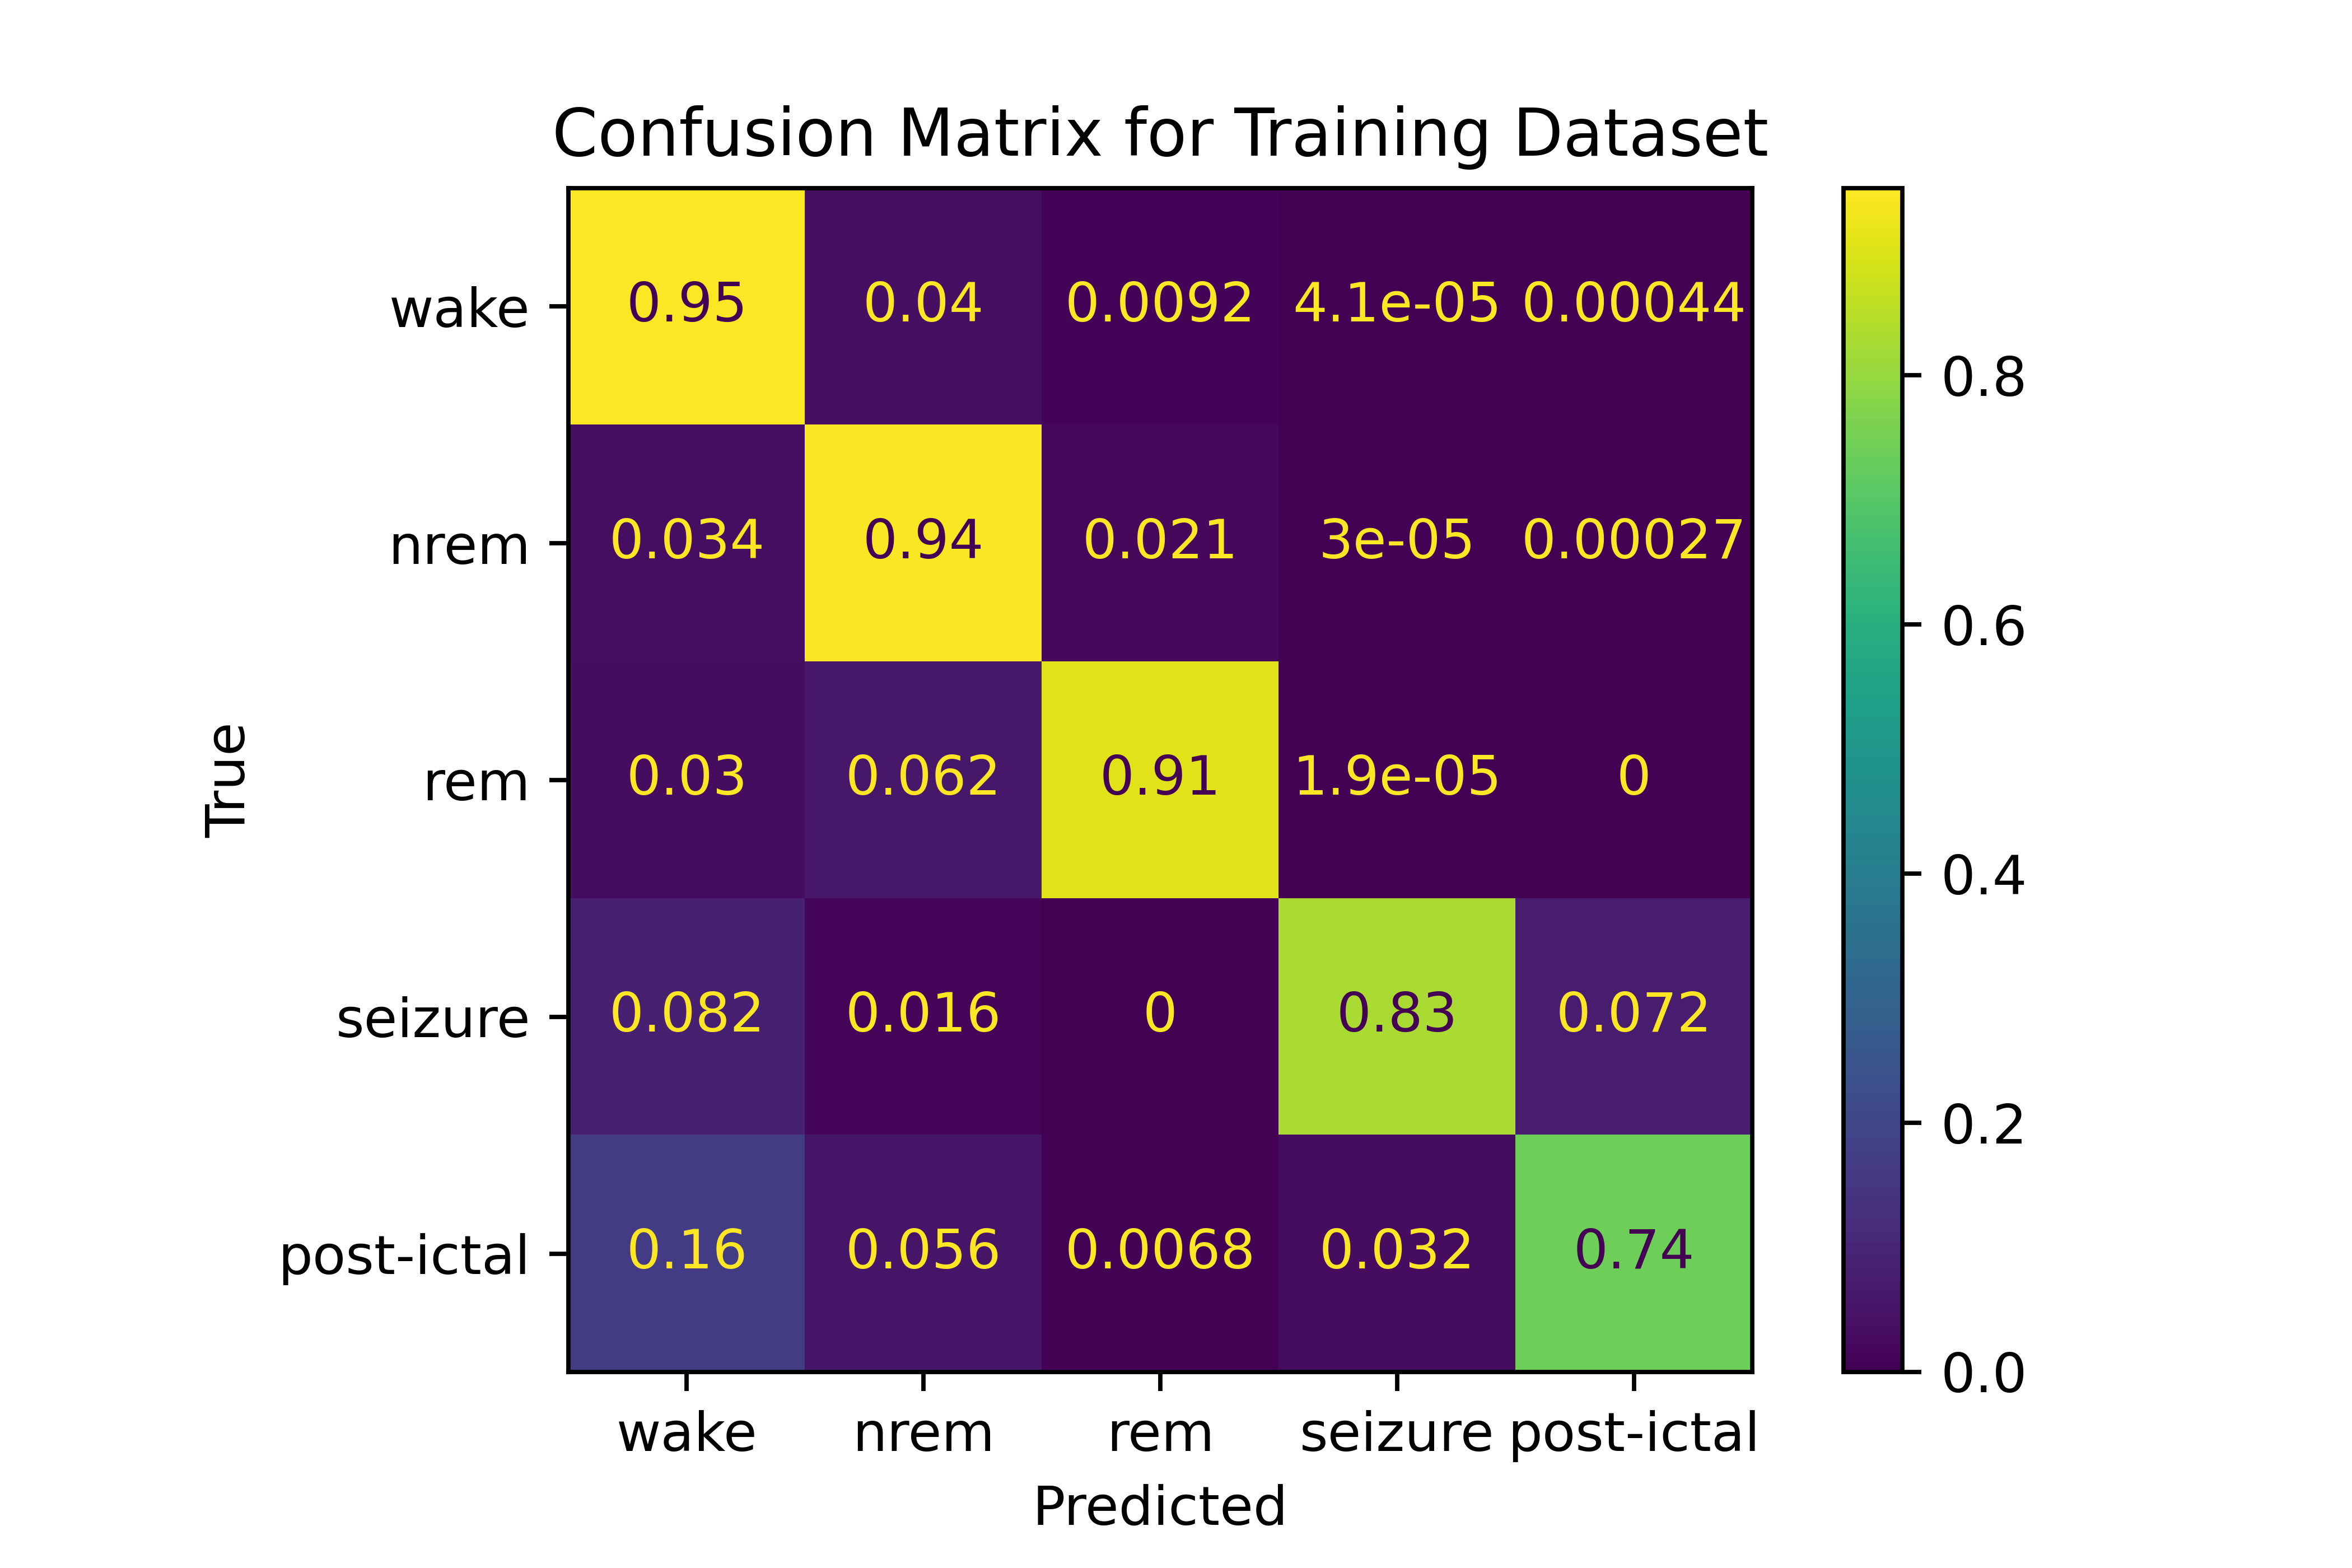 Confusion Matrix for Training Dataset
wake 0.95 0.04 0.0092 4.1e-05 0.00044
nrem 0.034 0.94 0.021 3e-05 0.00027
rem 0.03 0.062 0.91 1.9e-05 0
seizure 0.082 0.016 0 0.83 0.072
post-ictal 0.16 0.056 0.0068 0.032 0.74
True
wake nrem rem seizure post-ictal
Predicted
0.8
0.6
0.4
0.2
0.0